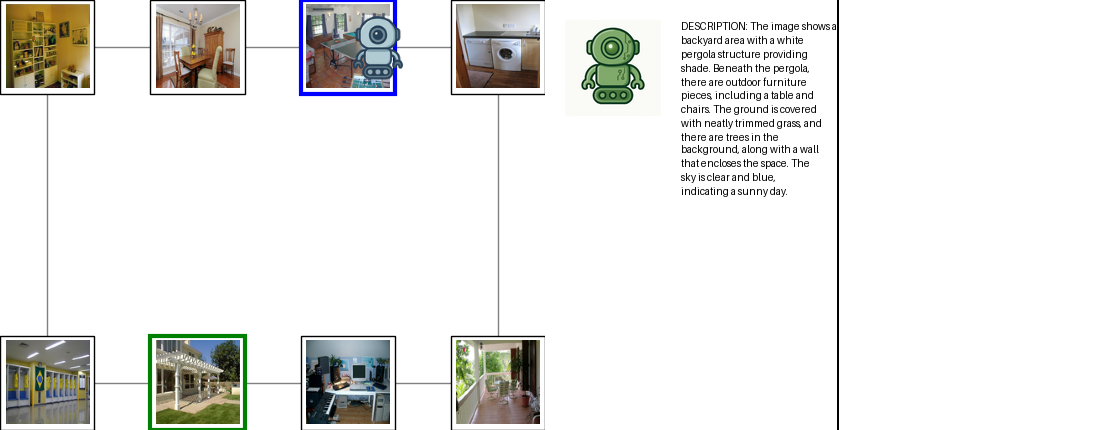 DESCRIPTION: The image shows a
backyard area with a white
pergola structure providing
shade. Beneath the pergola,
there are outdoor furniture
pieces, including a table and
chairs. The ground is covered
with neatly trimmed grass, and
there are trees in the
background, along with a wall
that encloses the space. The
sky is clear and blue,
indicating a sunny day.